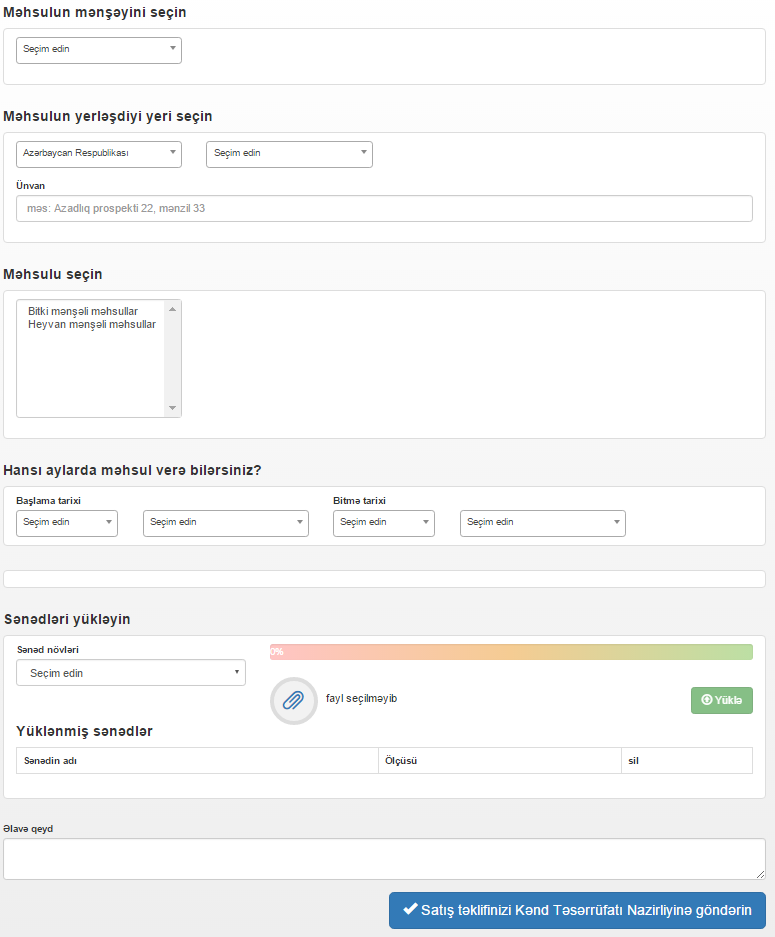 Məhsulun mənşəyini seçin
Seçim edin
Məhsulun yerləşdiyi yeri seçin
Azərbaycan Respublikası Seçim edin
Ünvan
məs: Azadlıq prospekti 22, mənzil 33
Məhsulu seçin
Bitki mənşəli məhsullar
Heyvan mənşəli məhsullar
Hansı aylarda məhsul verə bilərsiniz?
Başlama tarixi Bitmə tarixi
Seçim edin Seçim edin Seçim edin Seçim edin
Sənədləri yükləyin
Sənəd növləri 0%
Seçim edin
fayl seçilməyib Yüklə
Yüklənmiş sənədlər
Sənədin adı Ölçüsü sil
Əlavə qeyd
Satış təklifinizi Kənd Təsərrüfatı Nazirliyinə göndərin